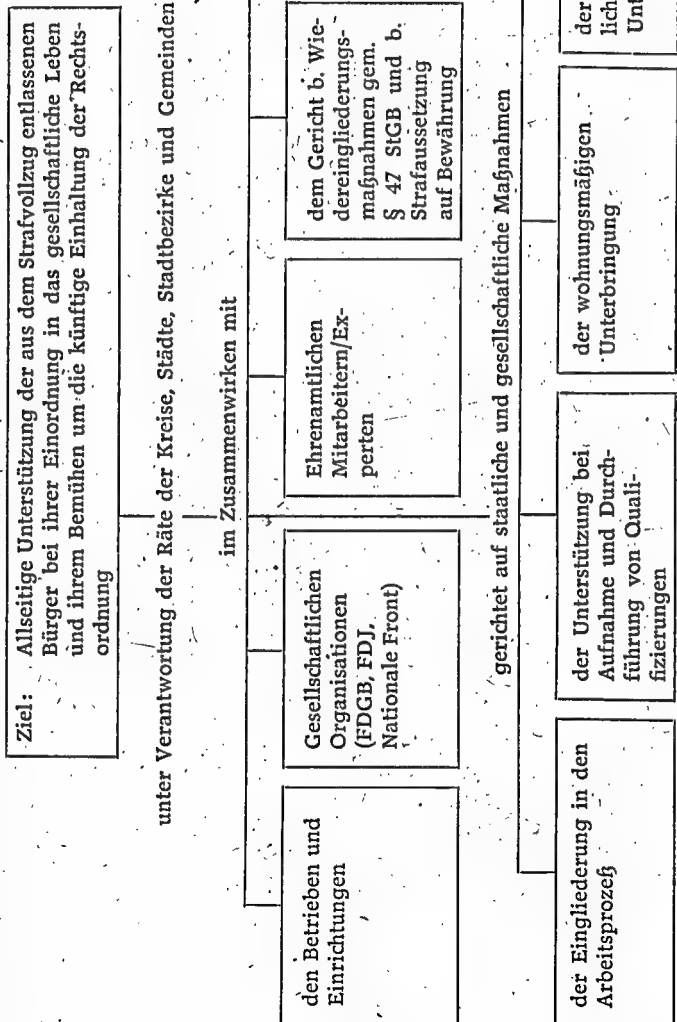 Ziel: Allseitige Unterstützung der aus dem Strafvollzug entlassenen
Bürger bei ihrer Einordnung in das gesellschaftliche Leben
und ihrem Bemühen um die künftige Einhaltung der Rechts-
ordnung
unter Verantwortung der Räte der Kreise, Städte, Stadtbezirke und Gemeinden
im Zusammenwirken mit
den Betrieben und
Einrichtungen
Gesellschaftlichen
Organisationen
(FDGB, FDJ,
Nationale Front)
Ehrenamtlichen
Mitarbeitern/Ex-
perten
dem Gericht b. Wie-
dereingliederungs-
maßnahmen gem.
§ 47 StGB und b.
Strafaussetzung
auf Bewährung
gerichtet auf staatliche und gesellschaftliche Maßnahmen
der Eingliederung in den
Arbeitsprozeß
der Unterstützung bei
Aufnahme und Durch-
führung von Quali-
fizierungen
der wohnungsmäßigen
Unterbringung
der
lich
Unt